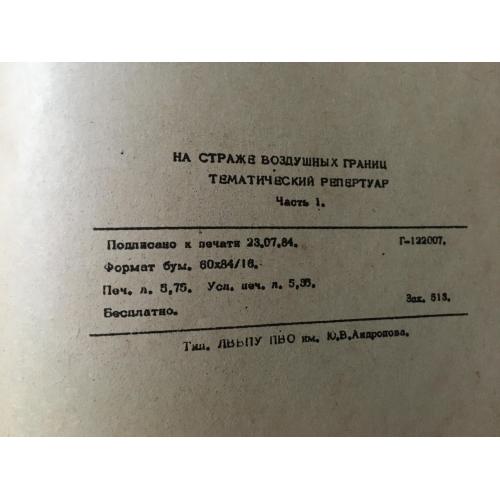 НА СТРАЖЕ ВОЗДУШНЫХ ГРАНИЦ
ТЕМАТИЧЕСКИЙ РЕПЕРТУАР
Часть 1.
Подписано к печати 23.07.84. Г-122007.
Формат бум. 60х84/16.
Печ. л. 5,75. Усл. печ. л. 5,35.
Бесплатно. Зак. 513.
Тип. ЛВВПУ ПВО им. Ю.В.Андропова.